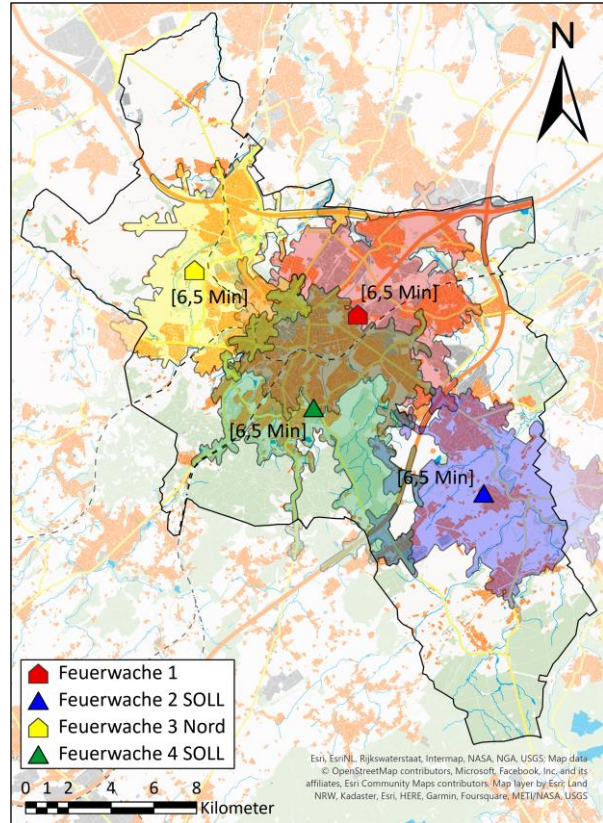 N
[6,5 Min]
[6,5 Min]
[6,5 Min]
[6,5 Min]
Feuerwache 1
Feuerwache 2 SOLL
Feuerwache 3 Nord
Feuerwache 4 SOLL
0 2 4 6 8
Kilometer
Esri, EsriNL, Rijkswaterstaat, Intermap, NASA, NGA, USGS; Map data
© OpenStreetMap contributors, Microsoft, Facebook, Inc. and its
affiliates, Esri Community Maps contributors, Map layer by Esri; Land
NRW, Kadaster, Esri, HERE, Garmin, Foursquare, METI/NASA, USGS